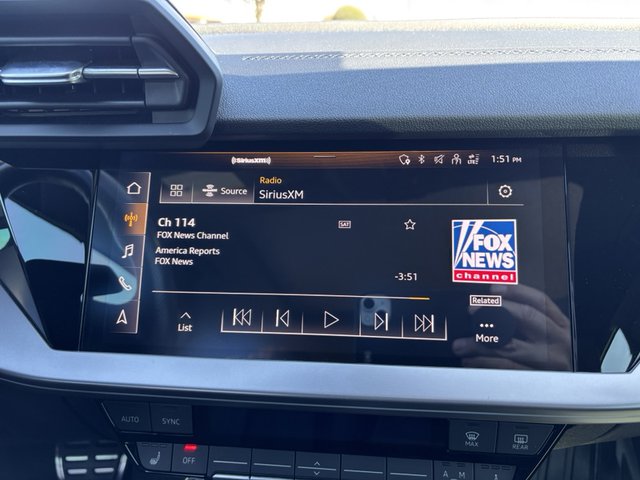 ((SiriusXM))
LTE
1:51 PM
Source
Radio
SiriusXM
Ch 114
SAT
FOX News Channel
America Reports
FOX News
FOX
NEWS
channel
-3:51
Related
List
More
AUTO
SYNC
MAX
REAR
OFF
A
M